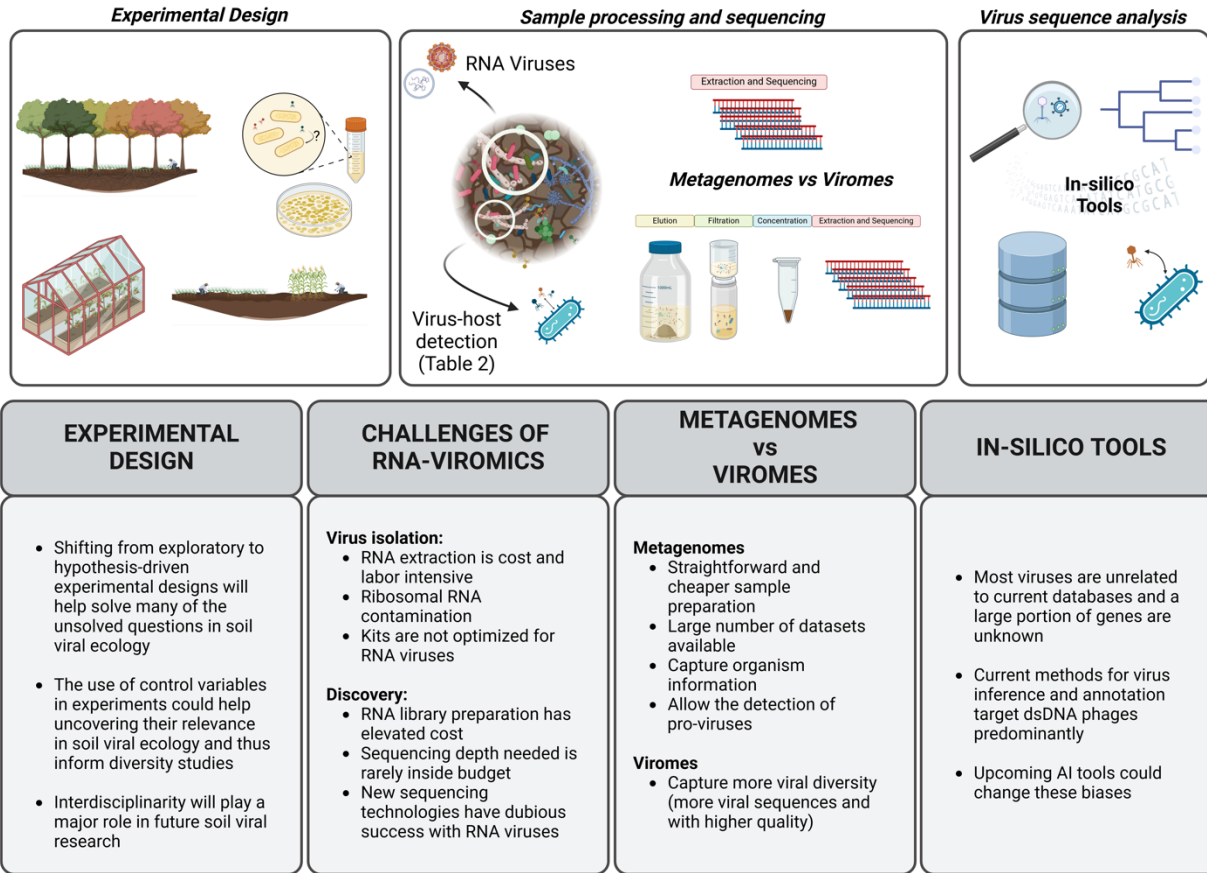 Experimental Design
Sample processing and sequencing
Virus sequence analysis
?
RNA Viruses
Extraction and Sequencing
Metagenomes vs Viromes
Elution
Filtration
Concentration
Extraction and Sequencing
Virus-host
detection
(Table 2)
In-silico
Tools
EXPERIMENTAL
DESIGN
• Shifting from exploratory to
hypothesis-driven
experimental designs will
help solve many of the
unsolved questions in soil
viral ecology
• The use of control variables
in experiments could help
uncovering their relevance
in soil viral ecology and thus
inform diversity studies
• Interdisciplinarity will play a
major role in future soil viral
research
CHALLENGES OF
RNA-VIROMICS
Virus isolation:
• RNA extraction is cost and
labor intensive
• Ribosomal RNA
contamination
• Kits are not optimized for
RNA viruses
Discovery:
• RNA library preparation has
elevated cost
• Sequencing depth needed is
rarely inside budget
• New sequencing
technologies have dubious
success with RNA viruses
METAGENOMES
vs
VIROMES
Metagenomes
• Straightforward and
cheaper sample
preparation
• Large number of datasets
available
• Capture organism
information
• Allow the detection of
pro-viruses
Viromes
• Capture more viral diversity
(more viral sequences and
with higher quality)
IN-SILICO TOOLS
• Most viruses are unrelated
to current databases and a
large portion of genes are
unknown
• Current methods for virus
inference and annotation
target dsDNA phages
predominantly
• Upcoming AI tools could
change these biases